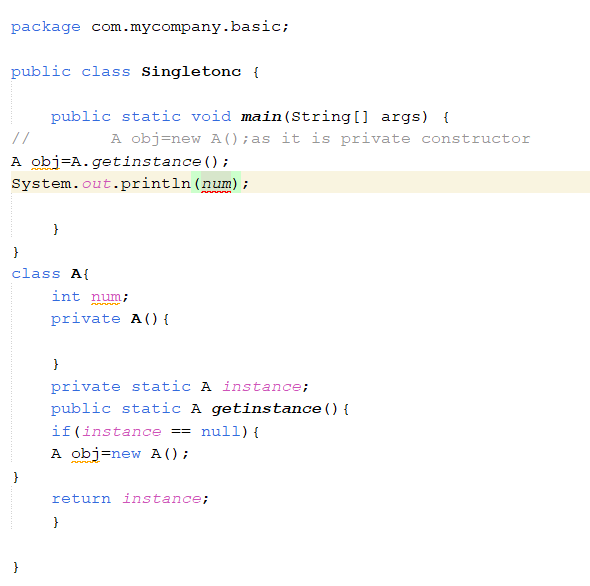 package com.mycompany.basic;
public class Singletonc {
public static void main(String[] args) {
//        A obj=new A();as it is private constructor
A obj=A.getinstance();
System.out.println(num);
}
}
class A{
int num;
private A(){
}
private static A instance;
public static A getinstance(){
if(instance == null){
A obj=new A();
}
return instance;
}
}